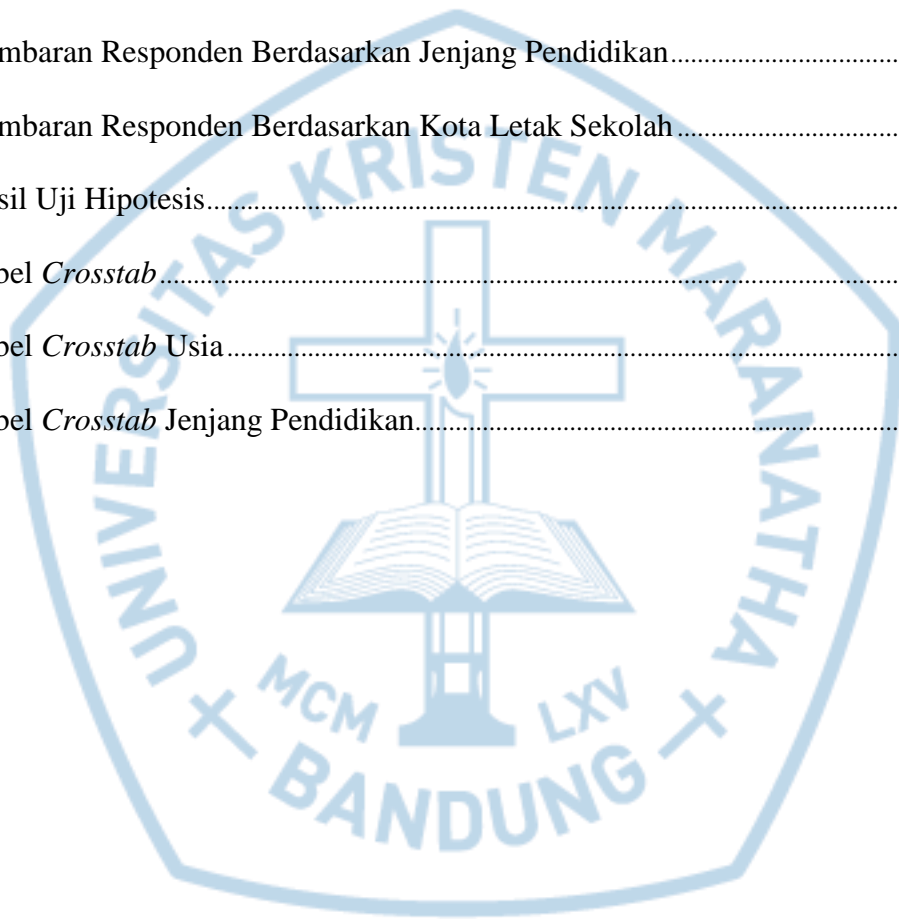 mbaran Responden Berdasarkan Jenjang Pendidikan..........................................
mbaran Responden Berdasarkan Kota Letak Sekolah..........................................
sil Uji Hipotesis..........................................
bel Crosstab..........................................
bel Crosstab Usia..........................................
bel Crosstab Jenjang Pendidikan..........................................
UNIVERSITAS KRISTEN MARANATHA
MCM LXV
BANDUNG